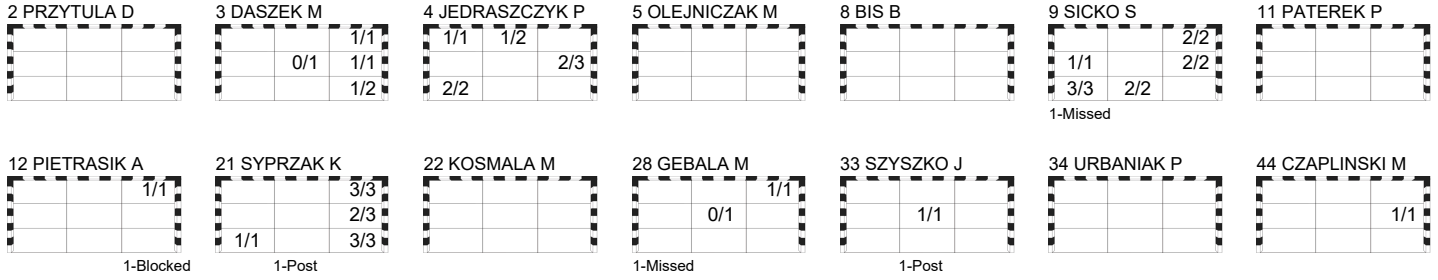 2 PRZYTULA D 3 DASZEK M 4 JEDRASZCZYK P 5 OLEJNICZAK M 8 BIS B 9 SICKO S 11 PATEREK P
1/1 1/1 1/2 2/2
0/1 1/1 2/3 1/1 2/2
1/2 2/2 3/3 2/2
1-Missed
12 PIETRASIK A 21 SYPRZAK K 22 KOSMALA M 28 GEBALA M 33 SZYSZKO J 34 URBANIAK P 44 CZAPLINSKI M
1/1 3/3 1/1
2/3 0/1 1/1 1/1
1/1 3/3
1-Blocked 1-Post 1-Missed 1-Post